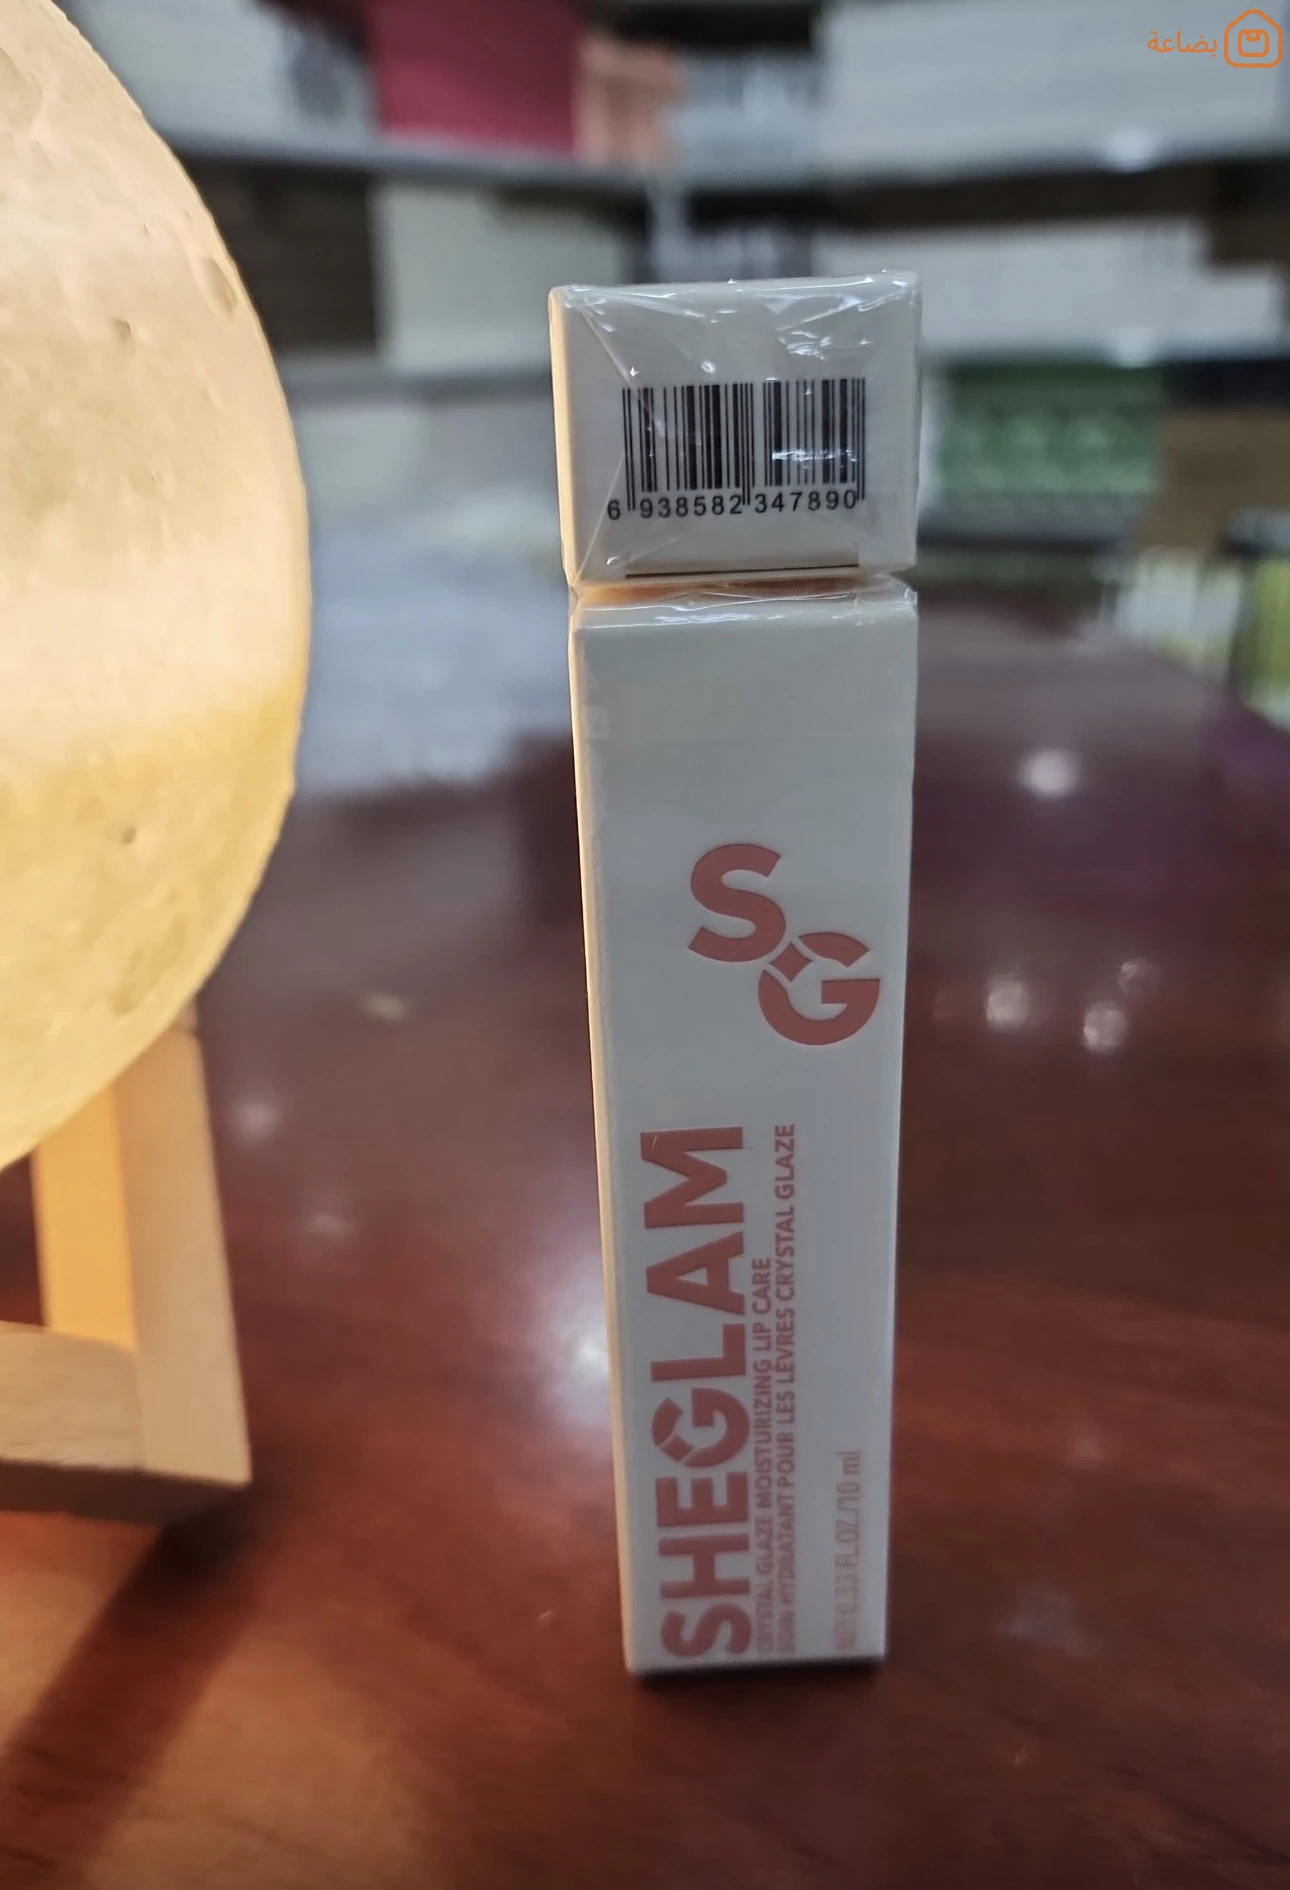 بضاعة
6 938582 347890
SG
SHEGLAM
CRYSTAL GLAZE MOISTURIZING LIP CARE
SOIN HYDRATANT POUR LES LÈVRES CRYSTAL GLAZE
NET 0.33 FL.OZ./10 ml